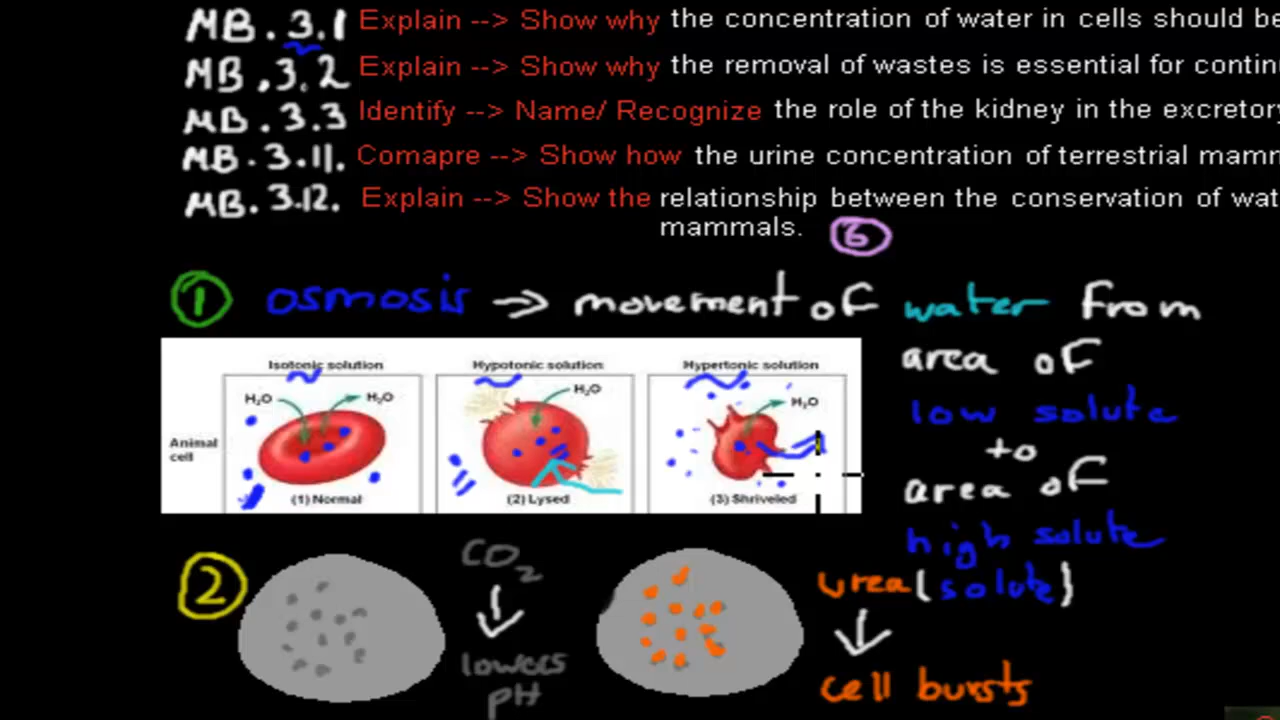 MB.3.1 Explain --> Show why the concentration of water in cells should be
MB.3.2 Explain --> Show why the removal of wastes is essential for contin
MB.3.3 Identify --> Name/ Recognize the role of the kidney in the excretory
MB.3.11. Comapre --> Show how the urine concentration of terrestrial mam
MB.3.12. Explain --> Show the relationship between the conservation of wat
mammals. 6
1 osmosis → movement of water from
area of
low solute
to
area of
high solute
Isotonic solution Hypotonic solution Hypertonic solution
H₂O H₂O H₂O H₂O
Animal
cell
(1) Normal (2) Lysed (3) Shriveled
2 CO₂ urea (solute)
↓ ↓
lowers cell bursts
pH